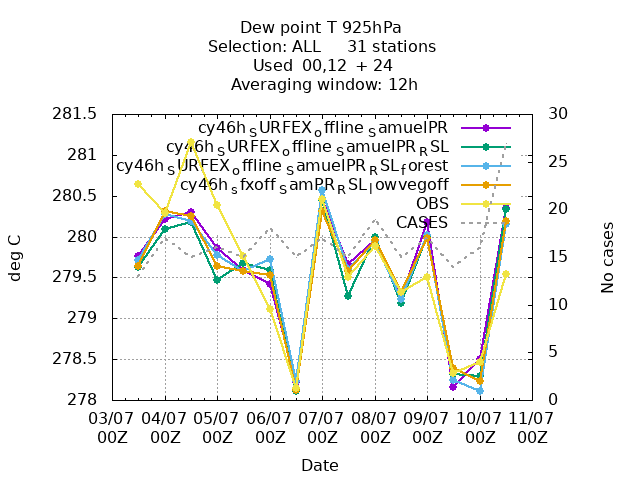 Dew point T 925hPa
Selection: ALL 31 stations
Used 00,12 + 24
Averaging window: 12h
281.5
281
280.5
280
279.5
279
278.5
278
deg C
30
25
20
15
10
5
0
No cases
cy46h_SURFEX_offline_SamuelPR
cy46h_SURFEX_offline_SamuelPR_RSL
cy46h_SURFEX_offline_SamuelPR_RSL_forest
cy46h_sfxoff_SamPR_RSL_lowvegoff
OBS
CASES
03/07 04/07 05/07 06/07 07/07 08/07 09/07 10/07 11/07
00Z 00Z 00Z 00Z 00Z 00Z 00Z 00Z 00Z
Date